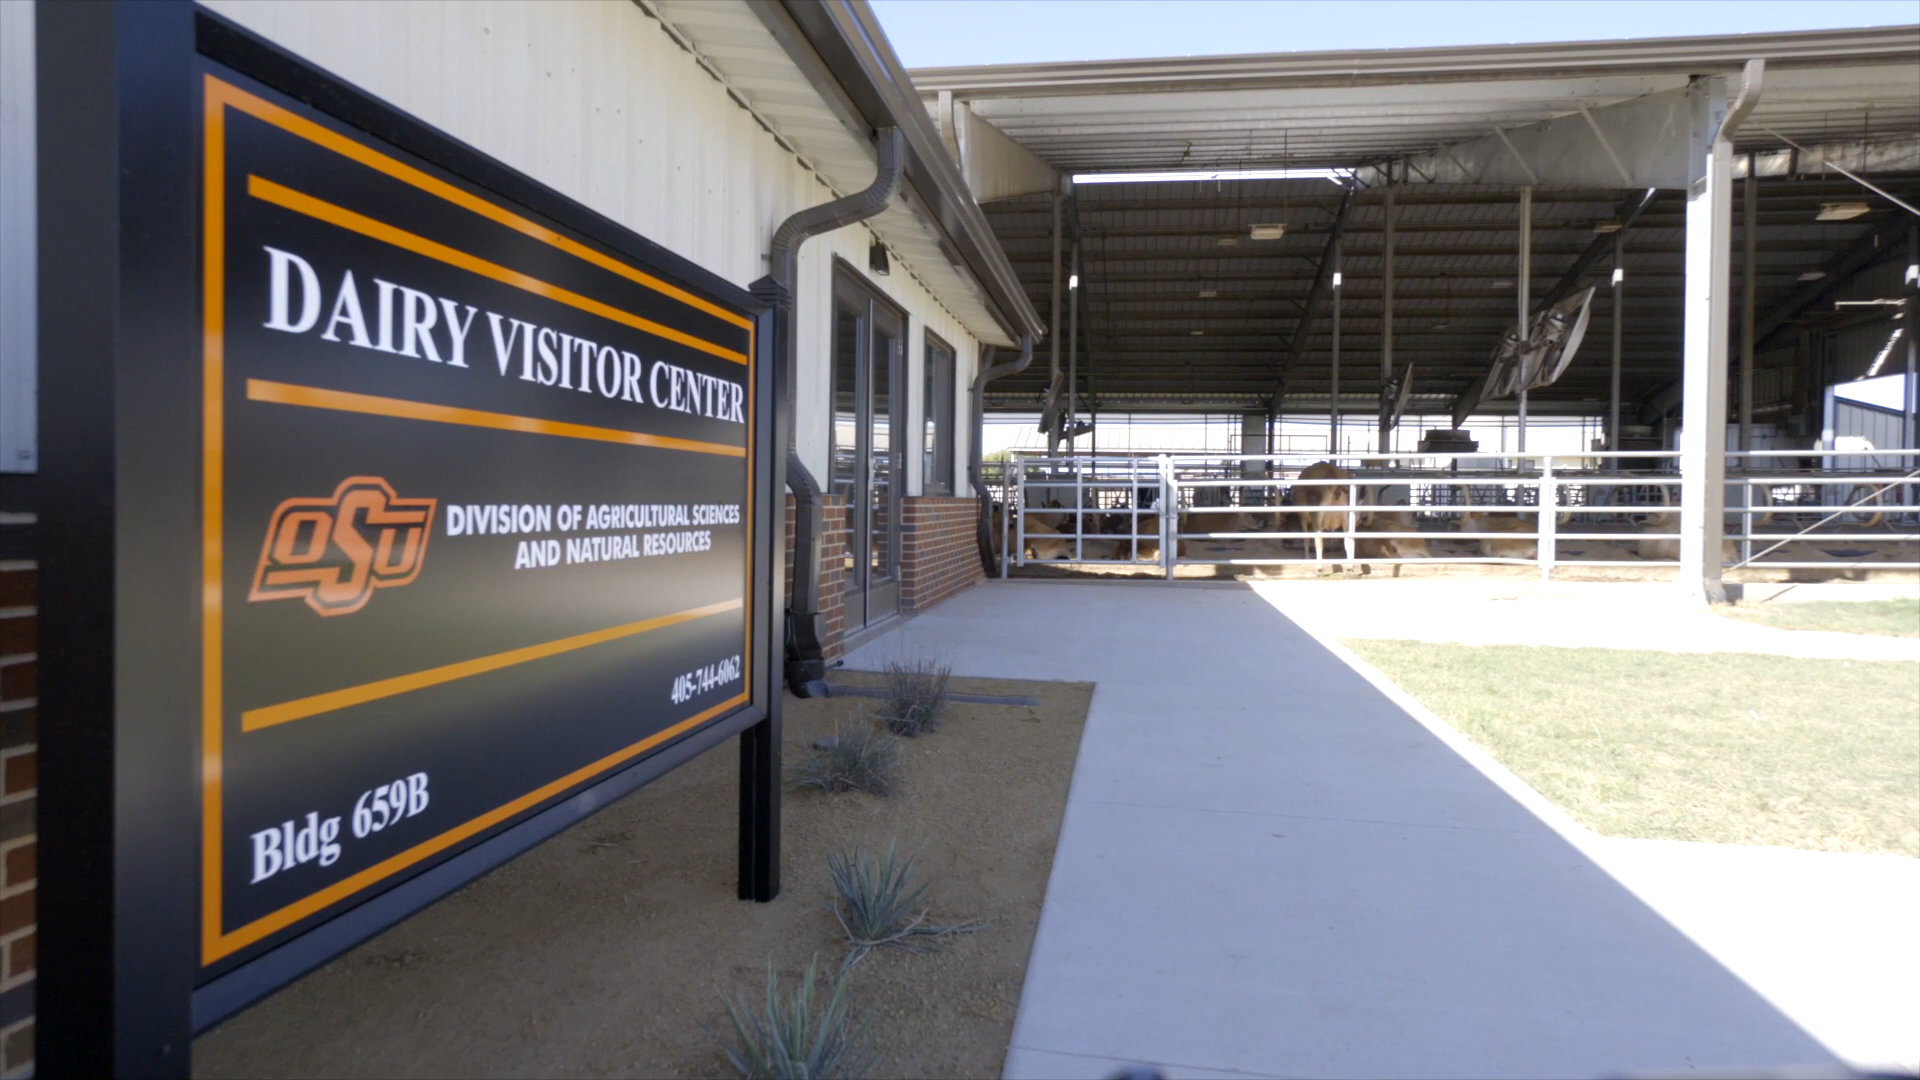 DAIRY VISITOR CENTER
OSU
DIVISION OF AGRICULTURAL SCIENCES
AND NATURAL RESOURCES
405-744-6062
Bldg 659B